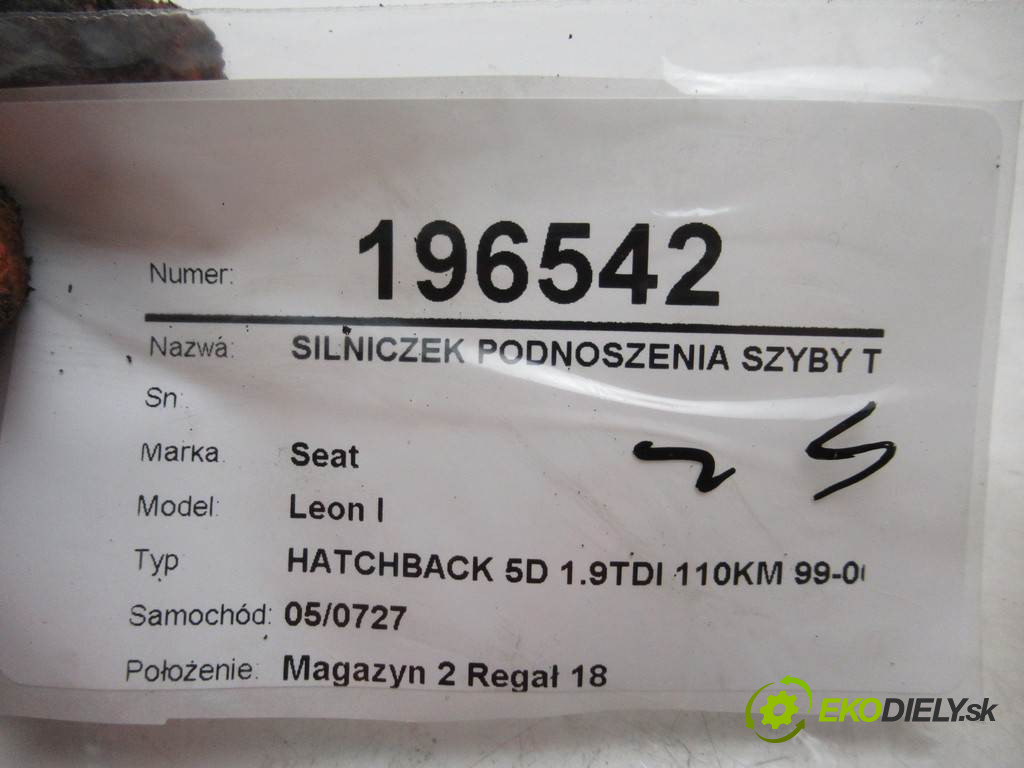 Numer: 196542
Nazwa: SILNICZEK PODNOSZENIA SZYBY T
Sn:
Marka: Seat
Model: Leon I
Typ HATCHBACK 5D 1.9TDI 110KM 99-0
Samochód: 05/0727
Położenie: Magazyn 2 Regał 18
EKODIELY.sk